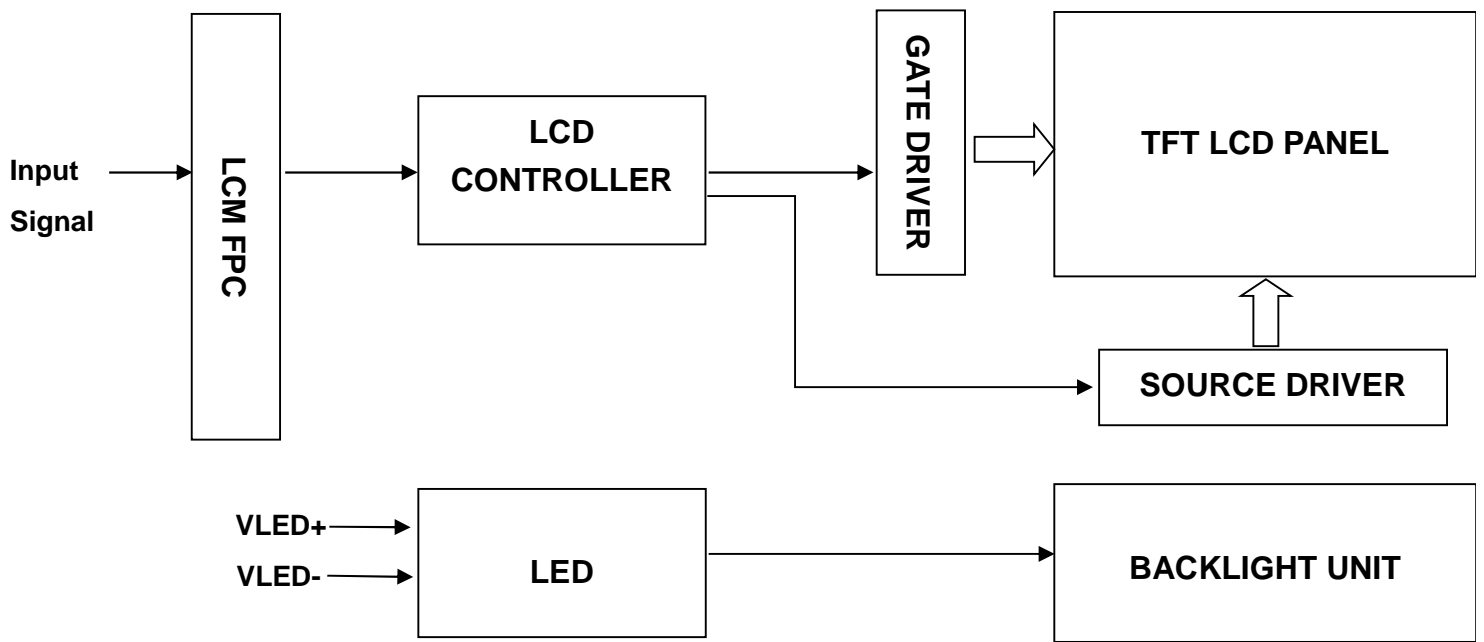 Input
Signal
LCM FPC
LCD
CONTROLLER
GATE DRIVER
TFT LCD PANEL
SOURCE DRIVER
VLED+
VLED-
LED
BACKLIGHT UNIT